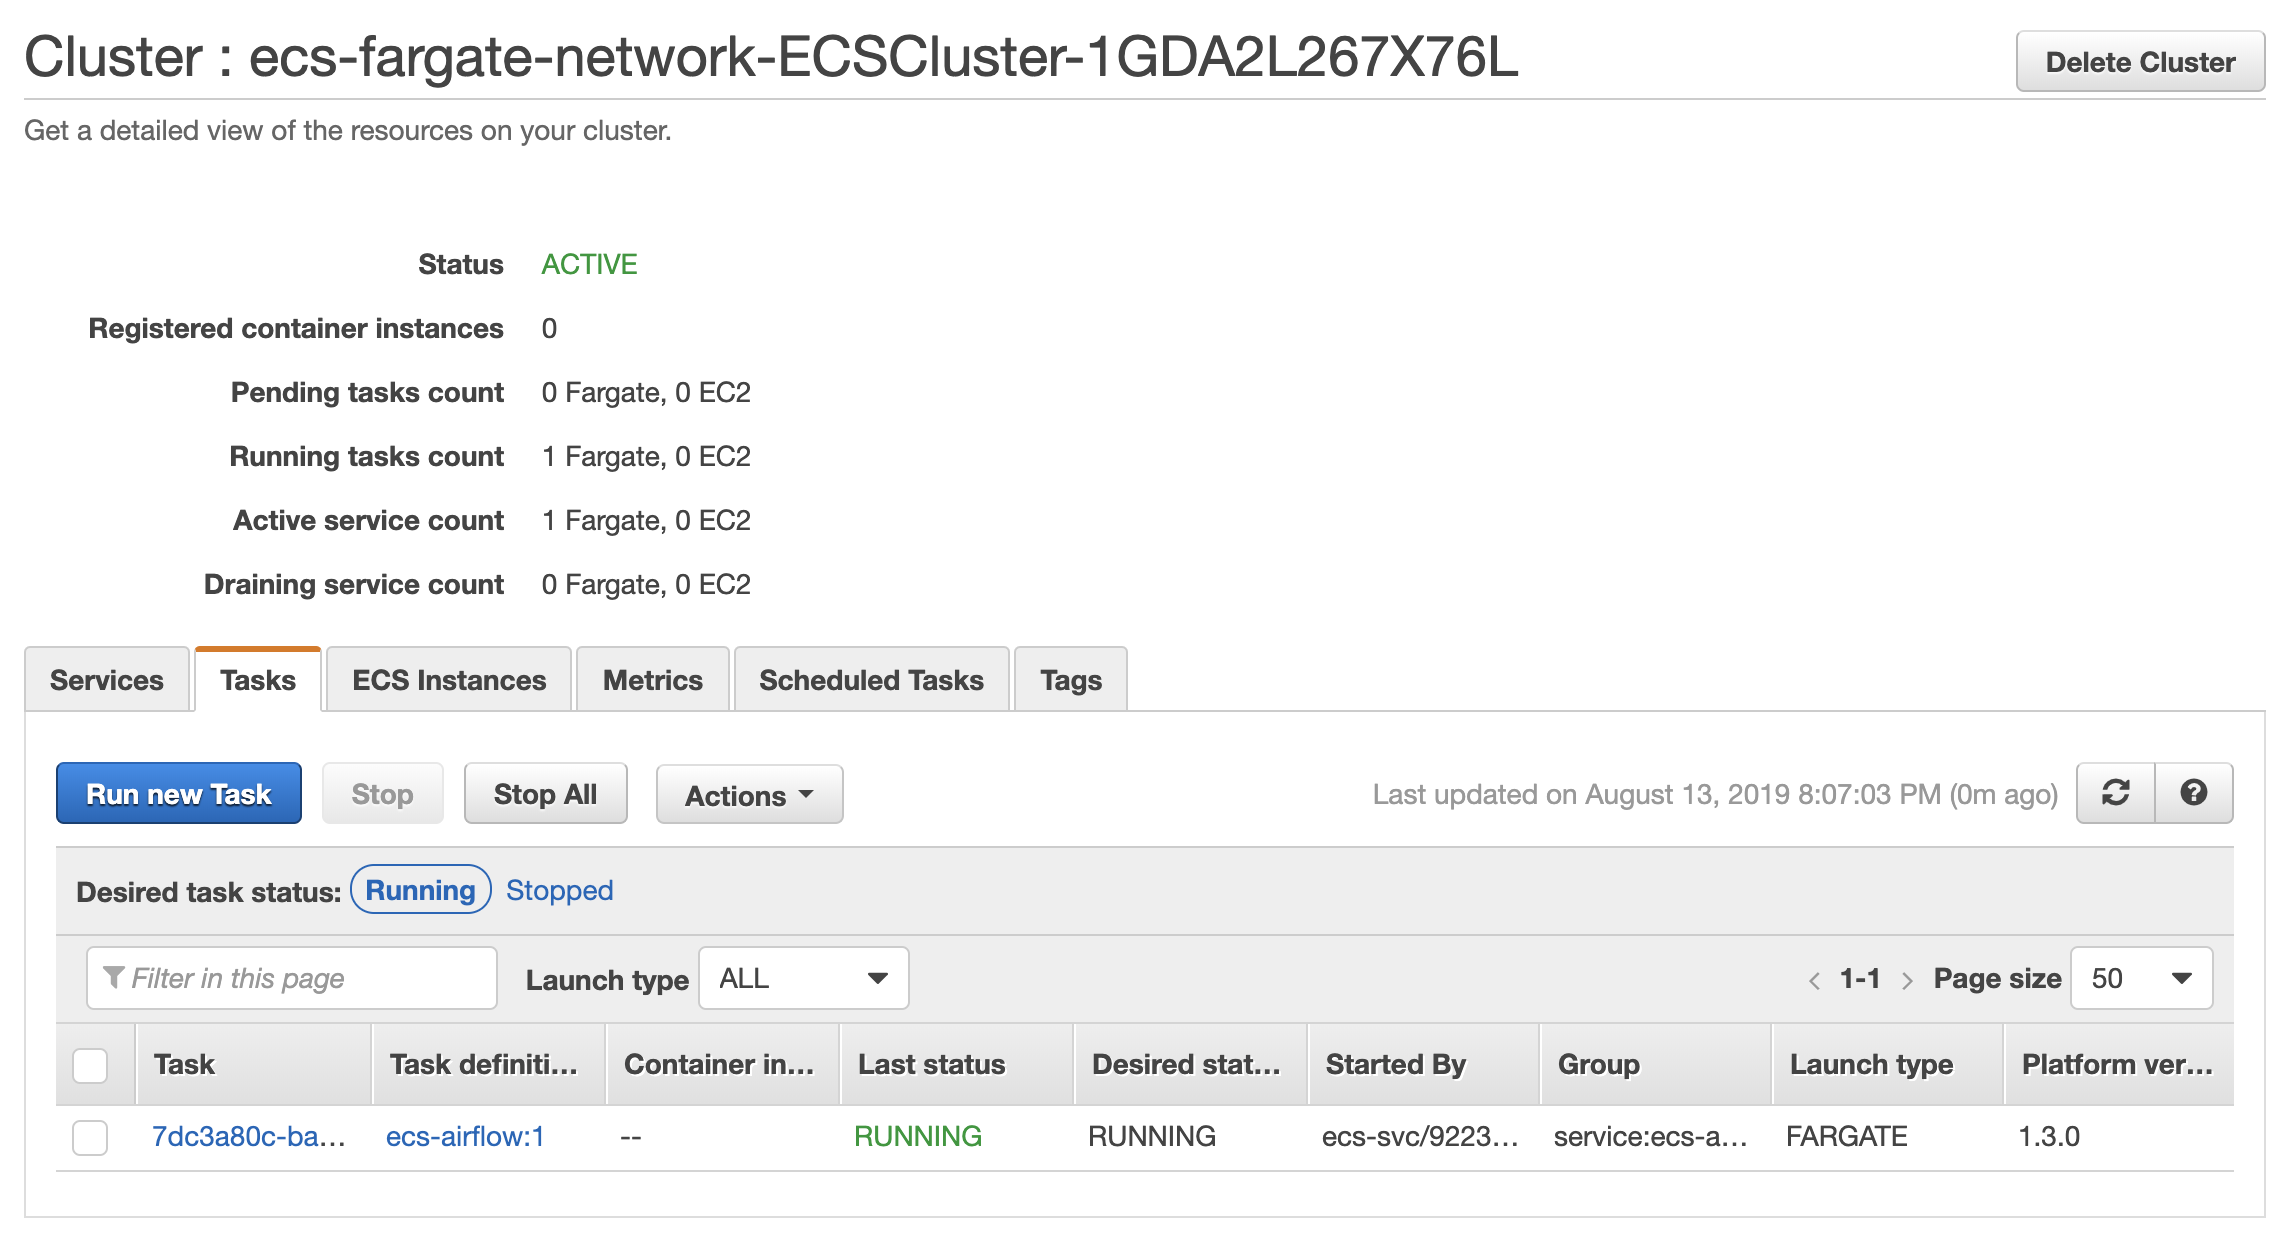 Cluster : ecs-fargate-network-ECSCluster-1GDA2L267X76L
Delete Cluster
Get a detailed view of the resources on your cluster.
Status ACTIVE
Registered container instances 0
Pending tasks count 0 Fargate, 0 EC2
Running tasks count 1 Fargate, 0 EC2
Active service count 1 Fargate, 0 EC2
Draining service count 0 Fargate, 0 EC2
Services Tasks ECS Instances Metrics Scheduled Tasks Tags
Run new Task Stop Stop All Actions Last updated on August 13, 2019 8:07:03 PM (0m ago)
Desired task status: Running Stopped
Filter in this page Launch type ALL < 1-1 > Page size 50
Task Task definiti... Container in... Last status Desired stat... Started By Group Launch type Platform ver...
7dc3a80c-ba... ecs-airflow:1 -- RUNNING RUNNING ecs-svc/9223... service:ecs-a... FARGATE 1.3.0